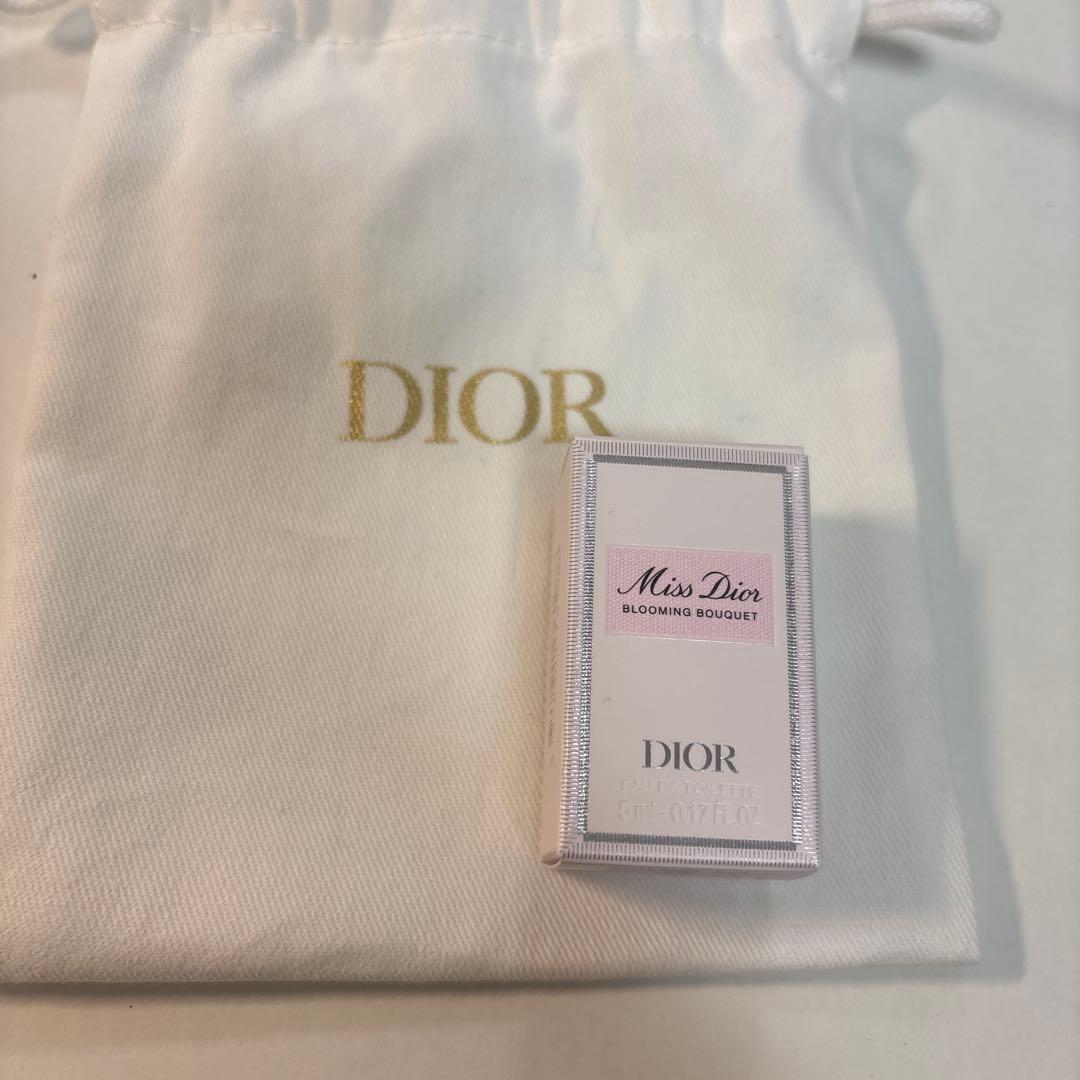 DIOR
Miss Dior
BLOOMING BOUQUET
DIOR
EAU DE TOILETTE
5ml - 0.17 fl. OZ